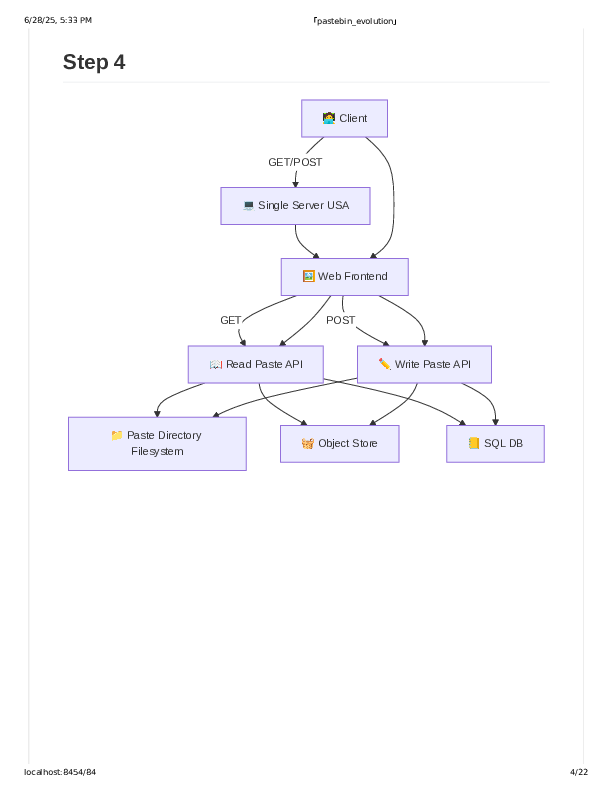 6/28/25, 5:33 PM
「pastebin_evolution」
Step 4
🧑‍💻 Client
GET/POST
💻 Single Server USA
🖼️ Web Frontend
GET
POST
📖 Read Paste API
✏️ Write Paste API
📁 Paste Directory
Filesystem
🧺 Object Store
📒 SQL DB
localhost:8454/84
4/22